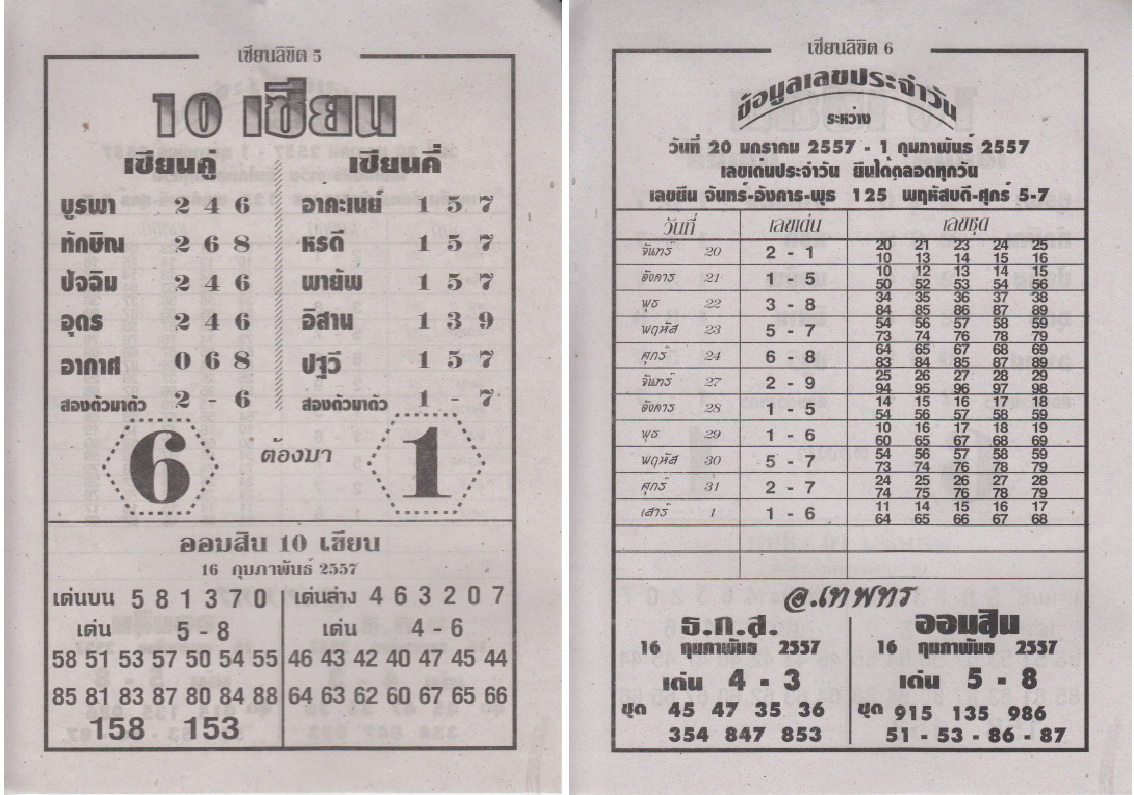 เซียนลิขิต 5
10 เซียน
เซียนคู่ เซียนคี่
บูรพา 2 4 6 อาคะเนย์ 1 5 7
ทักษิณ 2 6 8 หรดี 1 5 7
ปัจฉิม 2 4 6 พายัพ 1 5 7
อุดร 2 4 6 อีสาน 1 3 9
อากาศ 0 6 8 ปฐวี 1 5 7
สองตัวมาตัว 2 - 6 สองตัวมาตัว 1 - 7
6 ต้องมา 1
ออมสิน 10 เซียน
16 กุมภาพันธ์ 2557
เด่นบน 5 8 1 3 7 0 เด่นล่าง 4 6 3 2 0 7
เด่น 5 - 8 เด่น 4 - 6
58 51 53 57 50 54 55 46 43 42 40 47 45 44
85 81 83 87 80 84 88 64 63 62 60 67 65 66
158 153
เซียนลิขิต 6
ข้อมูลเลขประจำวัน
ระหว่าง
วันที่ 20 มกราคม 2557 - 1 กุมภาพันธ์ 2557
เลขเด่นประจำวัน ยืนได้ตลอดทุกวัน
เลขยืน จันทร์-อังคาร-พุธ 125 พฤหัสบดี-ศุกร์ 5-7
วันที่ เลขเด่น เลขชุด
จันทร์ 20 2 - 1 20 21 23 24 25
10 13 14 15 16
อังคาร 21 1 - 5 10 12 13 14 15
50 52 53 54 56
พุธ 22 3 - 8 34 35 36 37 38
84 85 86 87 89
พฤหัส 23 5 - 7 54 56 57 58 59
73 74 76 78 79
ศุกร์ 24 6 - 8 64 65 67 68 69
83 84 85 87 89
จันทร์ 27 2 - 9 25 26 27 28 29
94 95 96 97 98
อังคาร 28 1 - 5 14 15 16 17 18
54 56 57 58 59
พุธ 29 1 - 6 10 16 17 18 19
60 65 67 68 69
พฤหัส 30 5 - 7 54 56 57 58 59
73 74 76 78 79
ศุกร์ 31 2 - 7 24 25 26 27 28
74 75 76 78 79
เสาร์ 1 1 - 6 11 14 15 16 17
64 65 66 67 68
อ.เทพทร
ธ.ก.ส. ออมสิน
16 กุมภาพันธ์ 2557 16 กุมภาพันธ์ 2557
เด่น 4 - 3 เด่น 5 - 8
ชุด 45 47 35 36 ชุด 915 135 986
354 847 853 51 - 53 - 86 - 87